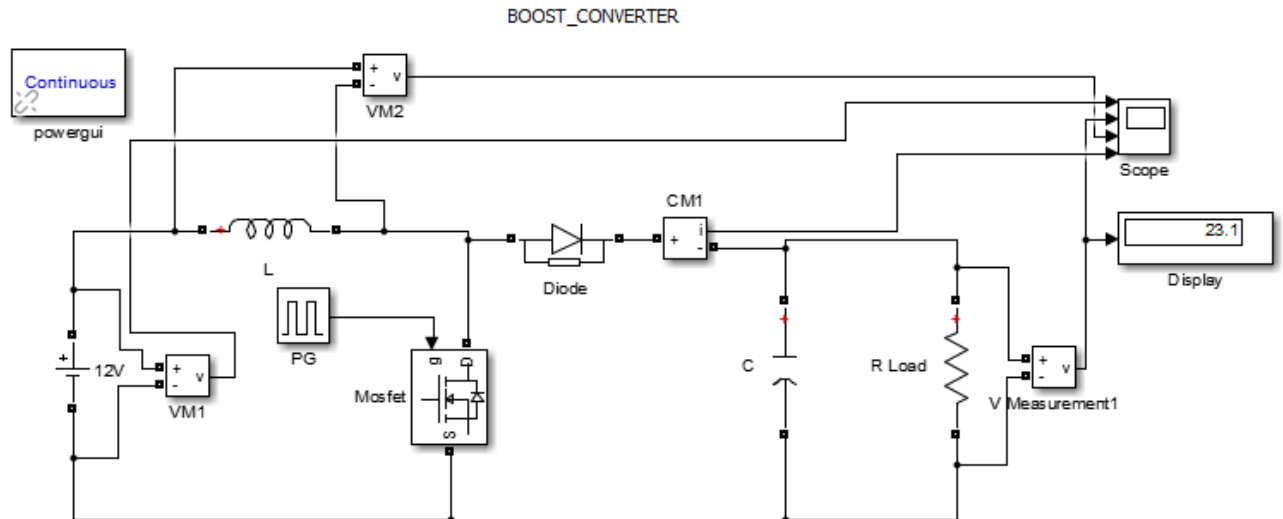 BOOST_CONVERTER
Continuous
powergui
+
-
v
VM2
Scope
CM1
+
i
-
23.1
Display
L
Diode
PG
+
12V
+
-
v
VM1
Mosfet
g
D
S
C
R Load
+
-
v
V Measurement1